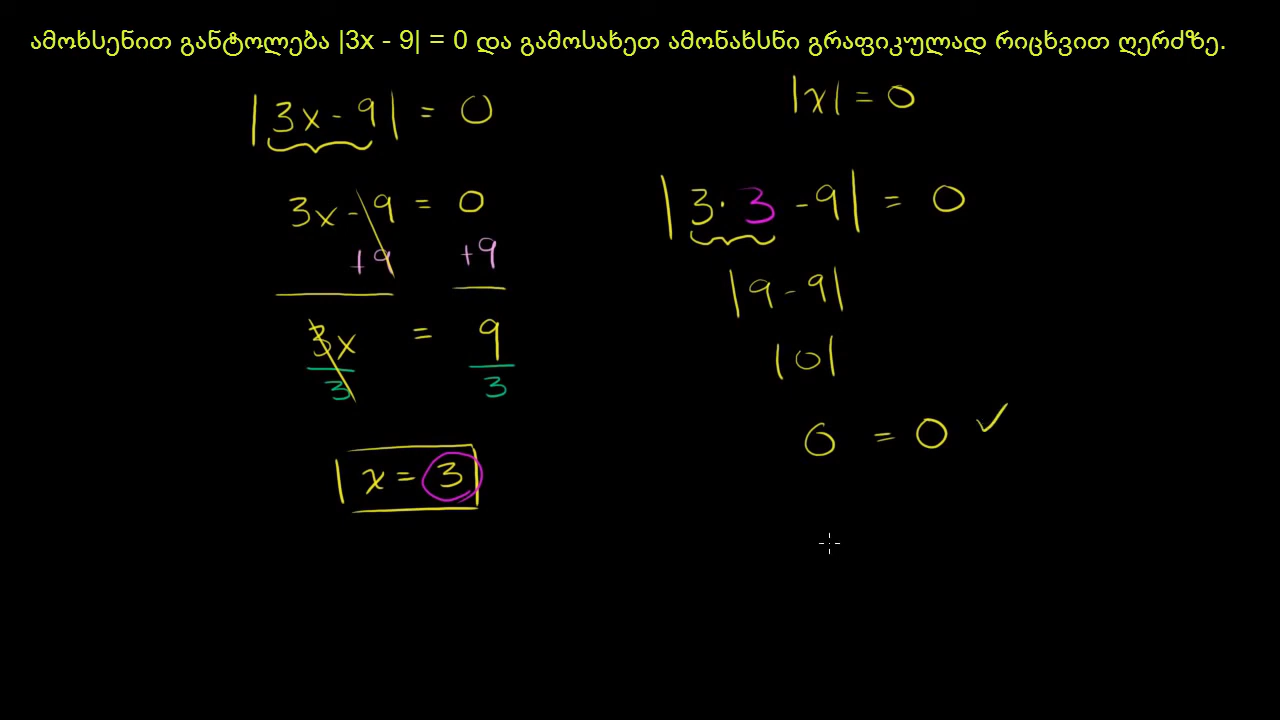 ამოხსენით განტოლება |3x - 9| = 0 და გამოსახეთ ამონახსნი გრაფიკულად რიცხვით ღერძზე.
|3x - 9| = 0
3x - 9 = 0
+9 +9
3x = 9
3 3
x = 3
|x| = 0
|3 · 3 - 9| = 0
|9 - 9|
|0|
0 = 0 ✓